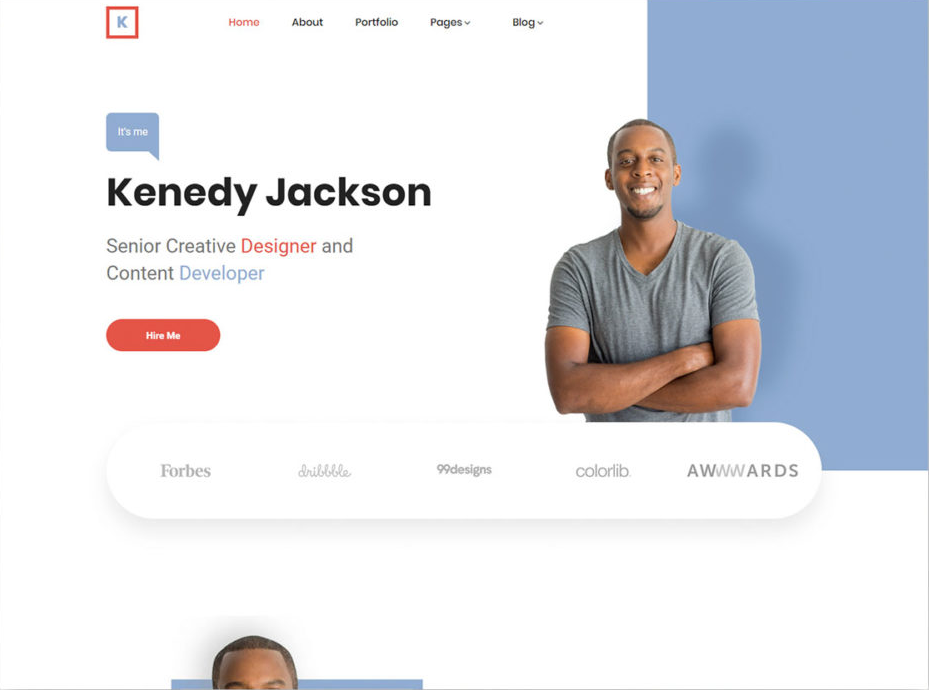 K
Home About Portfolio Pages Blog
It's me
Kenedy Jackson
Senior Creative Designer and
Content Developer
Hire Me
Forbes dribbble 99designs colorlib. AWWWARDS